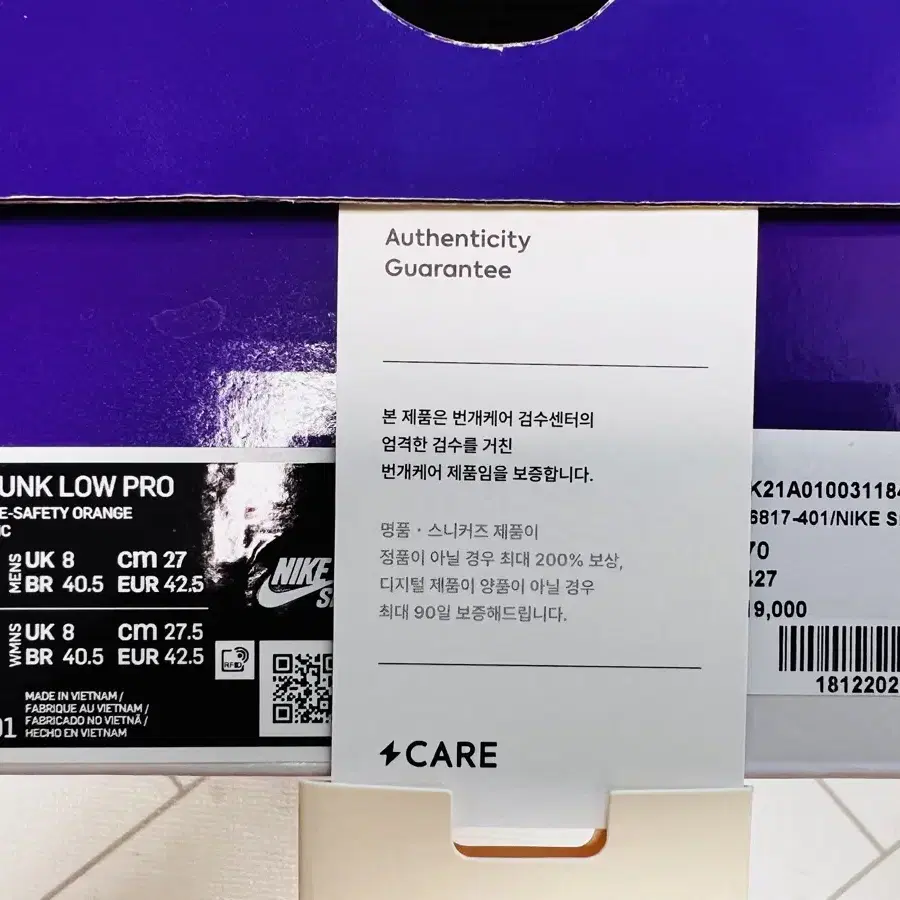 Authenticity
Guarantee
본 제품은 번개케어 검수센터의
엄격한 검수를 거친
번개케어 제품임을 보증합니다.
명품 · 스니커즈 제품이
정품이 아닐 경우 최대 200% 보상,
디지털 제품이 양품이 아닐 경우
최대 90일 보증해드립니다.
CARE
UNK LOW PRO
E-SAFETY ORANGE
IC
MENS
UK 8 cm 27
BR 40.5 EUR 42.5
WMNS
UK 8 cm 27.5
BR 40.5 EUR 42.5
NIKE
RFID
MADE IN VIETNAM /
FABRIQUE AU VIETNAM /
FABRICADO NO VIETNÃ /
HECHO EN VIETNAM
01
K21A01003118
6817-401/NIKE S
70
427
19,000
1812202